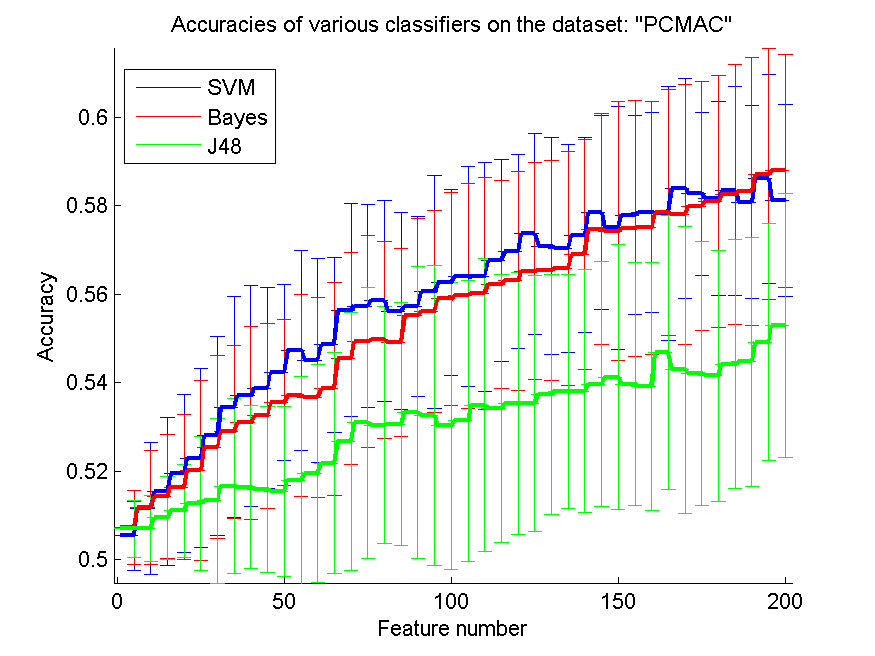 Accuracies of various classifiers on the dataset: "PCMAC"
SVM
Bayes
J48
0.6
0.58
0.56
0.54
0.52
0.5
Accuracy
0
50
100
150
200
Feature number